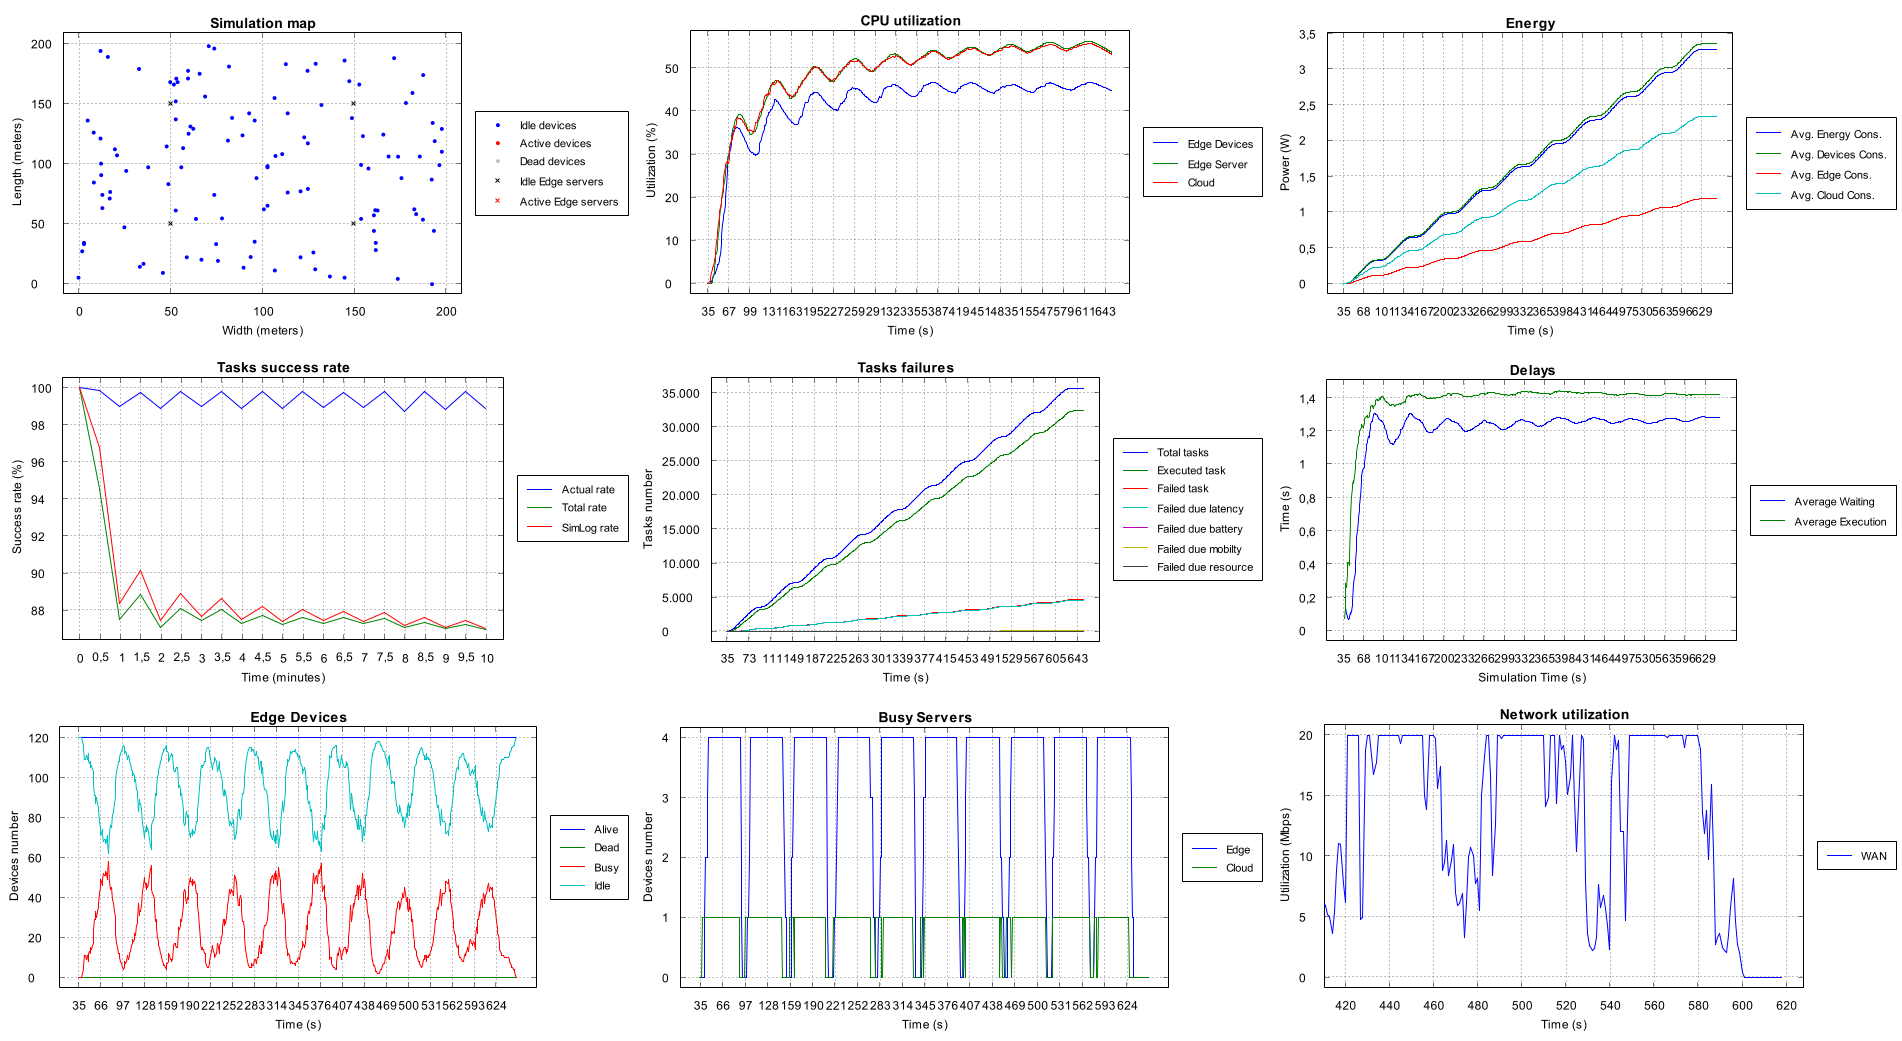 Simulation map
Length (meters)
200
150
100
50
0
0 50 100 150 200
Width (meters)
Idle devices
Active devices
Dead devices
Idle Edge servers
Active Edge servers
CPU utilization
Utilization (%)
50
40
30
20
10
0
35 67 99 131163195227259291323355387419451483515547579611643
Time (s)
Edge Devices
Edge Server
Cloud
Energy
Power (W)
3,5
3
2,5
2
1,5
1
0,5
0
35 68 101134167200233266299332365398431464497530563596629
Time (s)
Avg. Energy Cons.
Avg. Devices Cons.
Avg. Edge Cons.
Avg. Cloud Cons.
Tasks success rate
Success rate (%)
100
98
96
94
92
90
88
0 0,5 1 1,5 2 2,5 3 3,5 4 4,5 5 5,5 6 6,5 7 7,5 8 8,5 9 9,5 10
Time (minutes)
Actual rate
Total rate
SimLog rate
Tasks failures
Tasks number
35.000
30.000
25.000
20.000
15.000
10.000
5.000
0
35 73 111149187225263301339377415453491529567605643
Time (s)
Total tasks
Executed task
Failed task
Failed due latency
Failed due battery
Failed due mobilty
Failed due resource
Delays
Time (s)
1,4
1,2
1
0,8
0,6
0,4
0,2
0
35 68 101134167200233266299332365398431464497530563596629
Simulation Time (s)
Average Waiting
Average Execution
Edge Devices
Devices number
120
100
80
60
40
20
0
35 66 97 128159190221252283314345376407438469500531562593624
Time (s)
Alive
Dead
Busy
Idle
Busy Servers
Devices number
4
3
2
1
0
35 66 97 128159190221252283314345376407438469500531562593624
Time (s)
Edge
Cloud
Network utilization
Utilization (Mbps)
20
15
10
5
0
420 440 460 480 500 520 540 560 580 600 620
Time (s)
WAN